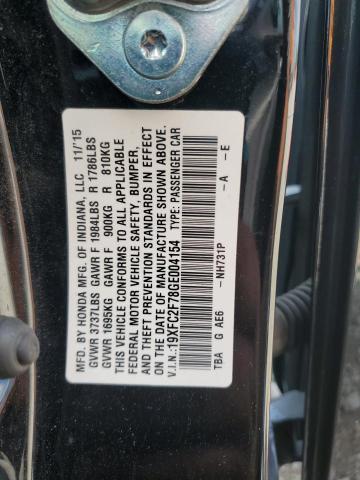 MFD. BY HONDA MFG. OF INDIANA, LLC 11/'15
GVWR 3737LBS GAWR F 1984LBS R 1786LBS
GVWR 1695KG GAWR F 900KG R 810KG
THIS VEHICLE CONFORMS TO ALL APPLICABLE
FEDERAL MOTOR VEHICLE SAFETY, BUMPER,
AND THEFT PREVENTION STANDARDS IN EFFECT
ON THE DATE OF MANUFACTURE SHOWN ABOVE.
V.I.N.:19XFC2F78GE004154 TYPE: PASSENGER CAR
-NH731P -A -E
TBA G AE6